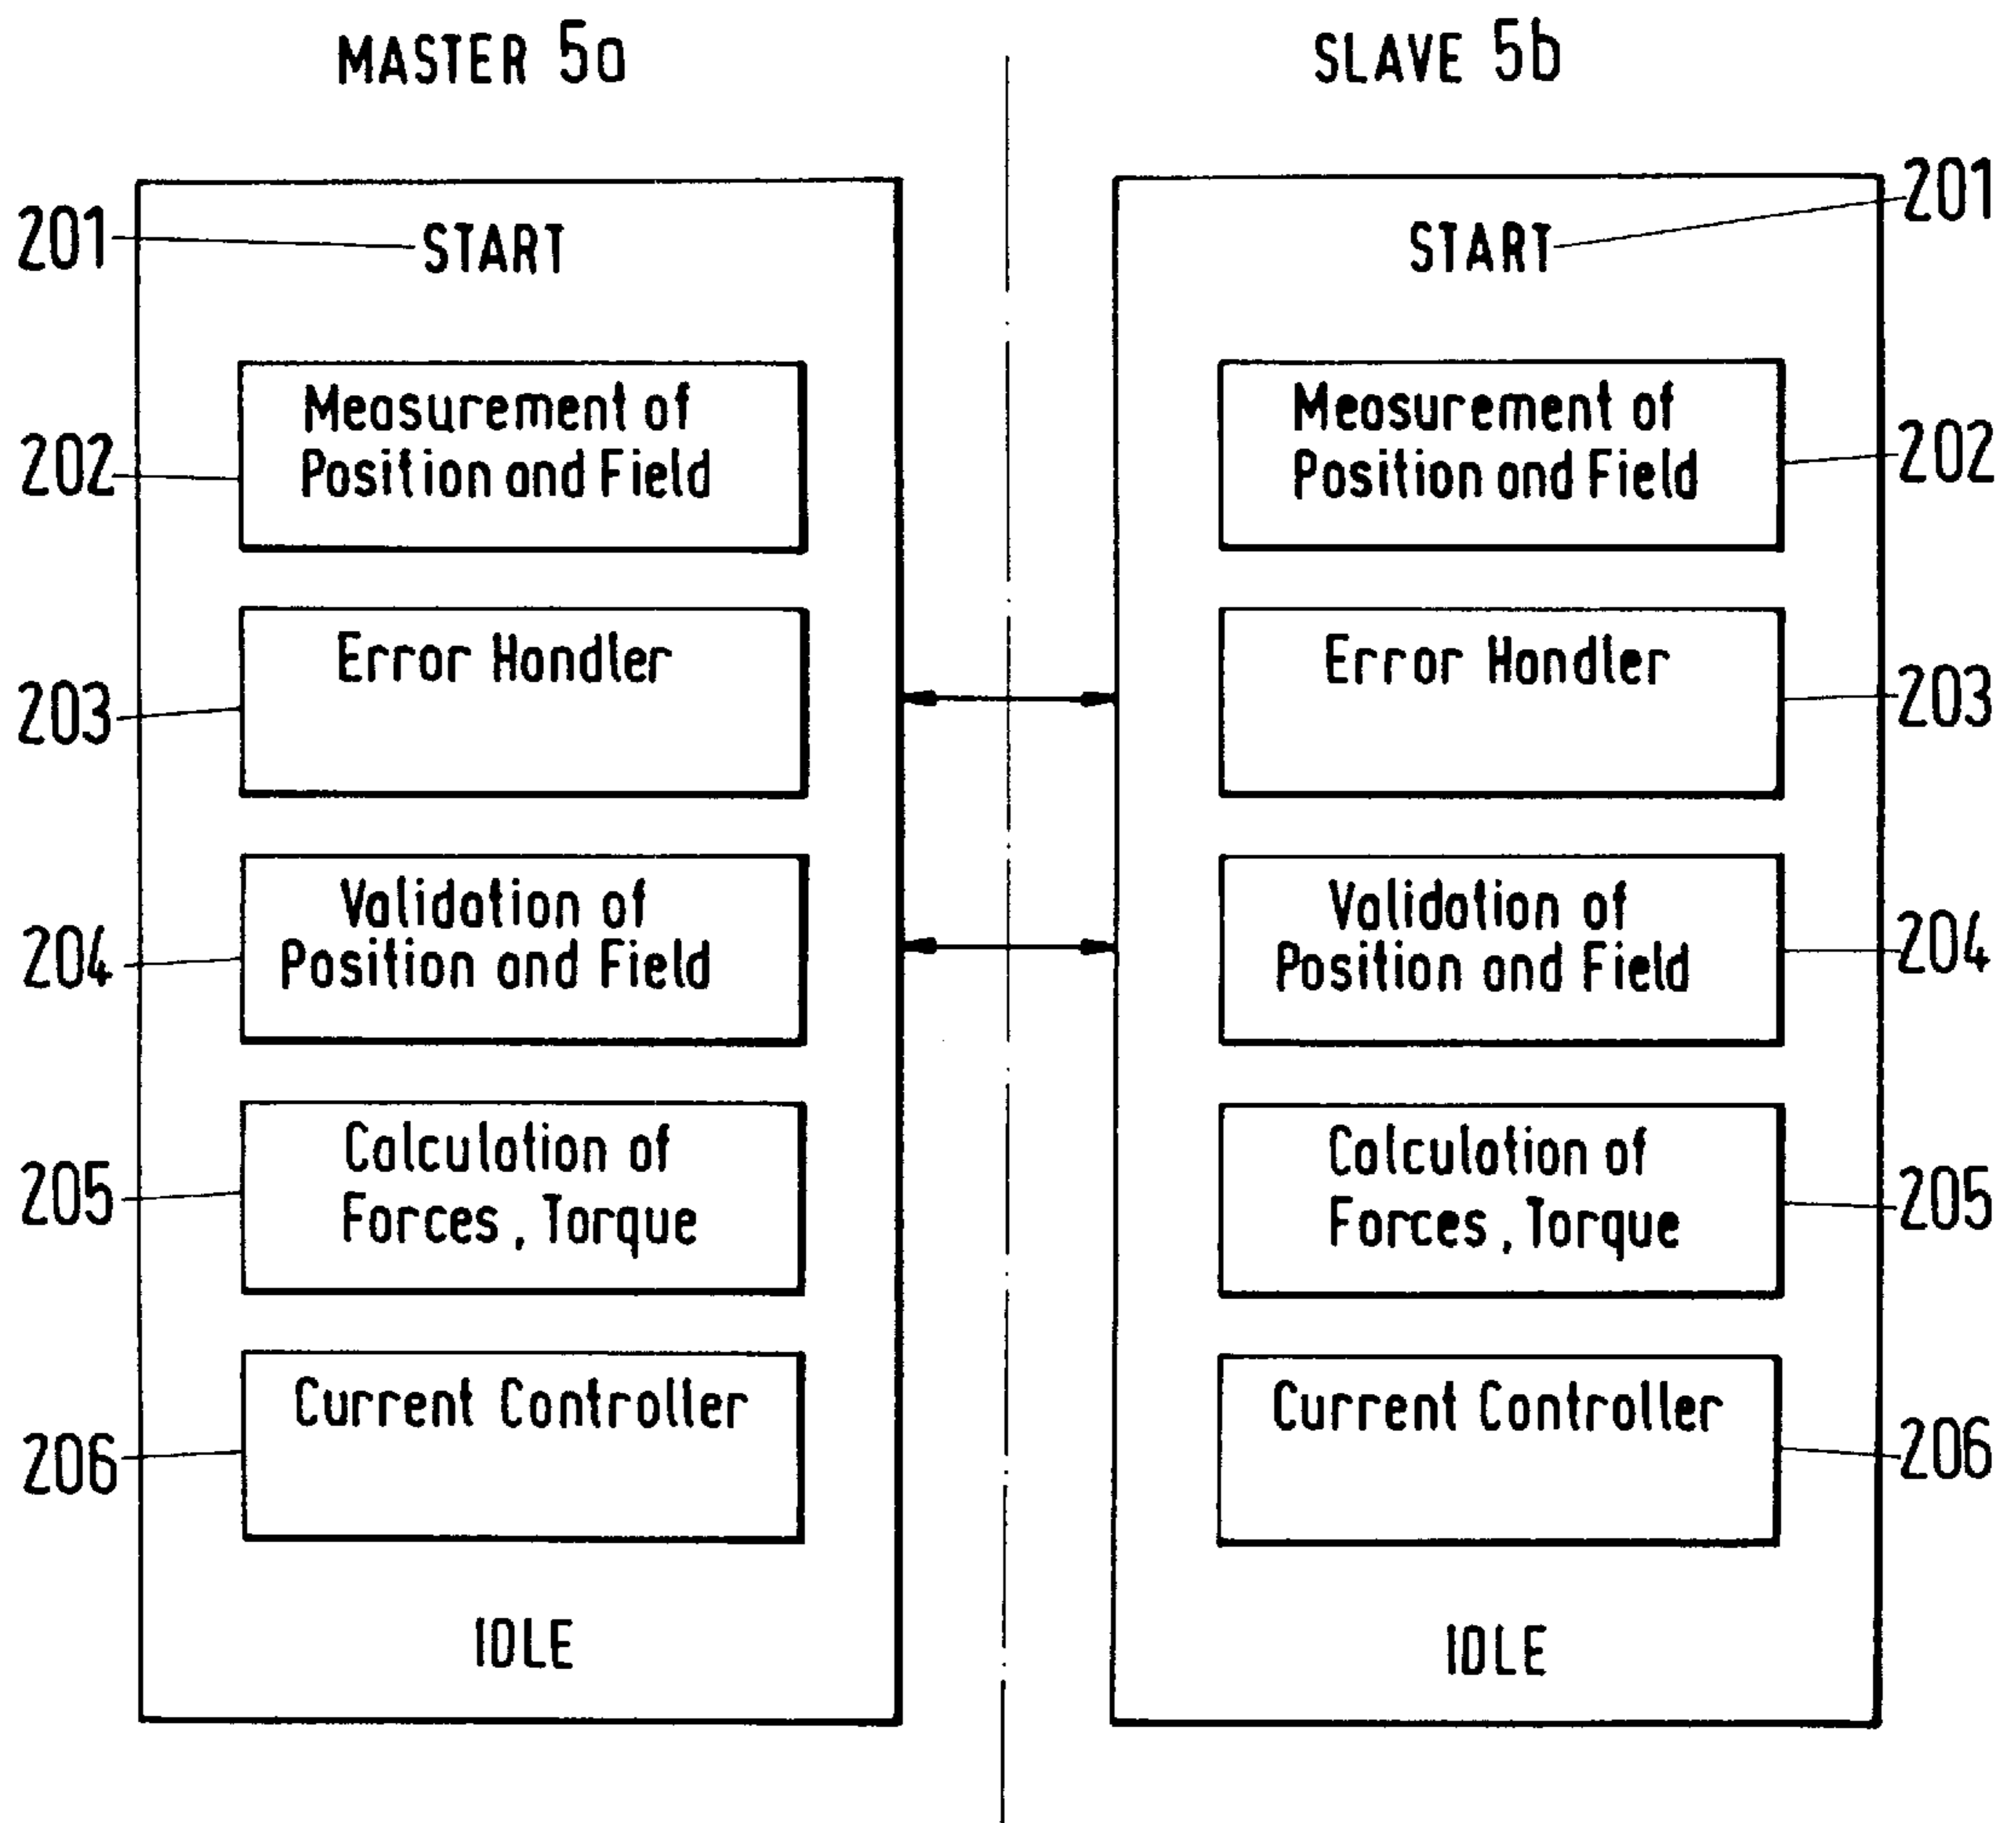 MASTER 5a
201
START
202
Measurement of
Position and Field
203
Error Handler
204
Validation of
Position and Field
205
Calculation of
Forces, Torque
206
Current Controller
IDLE
SLAVE 5b
START
201
Measurement of
Position and Field
202
Error Handler
203
Validation of
Position and Field
204
Calculation of
Forces, Torque
205
Current Controller
206
IDLE